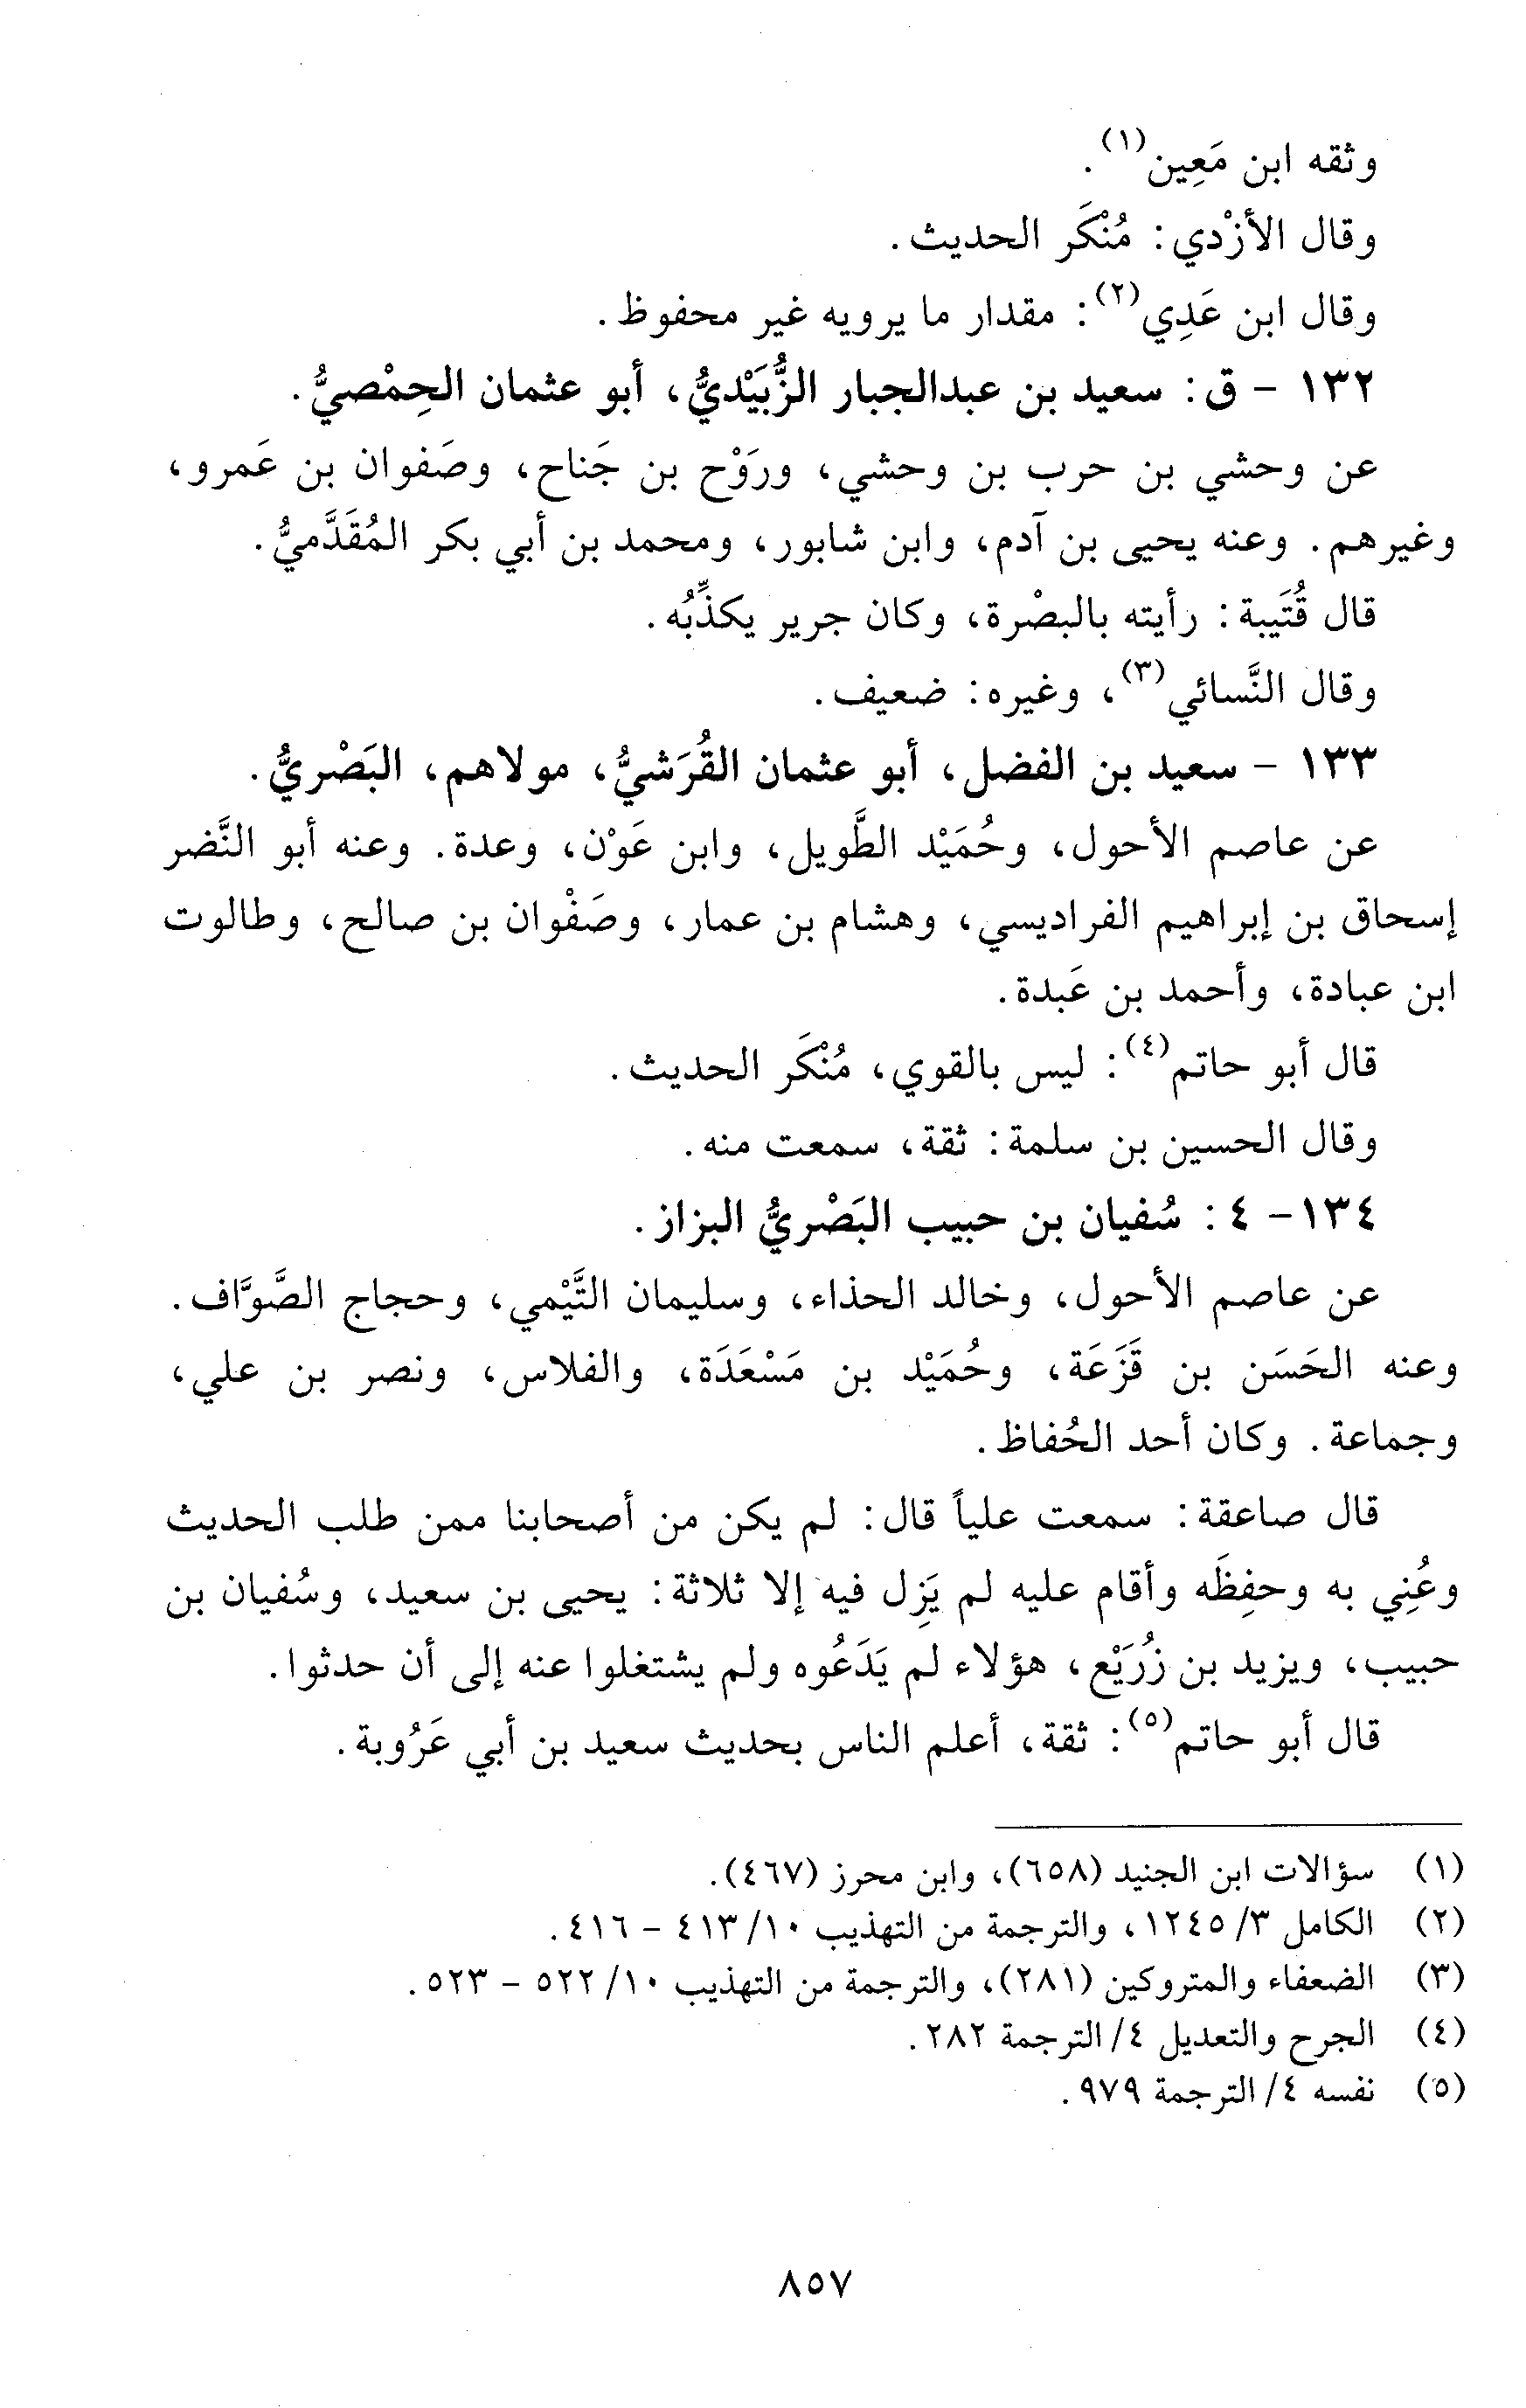 وثقه ابن مَعِين(١).
وقال الأزْدي: مُنْكَر الحديث.
وقال ابن عَدِي(٢): مقدار ما يرويه غير محفوظ.
١٣٢ - ق: سعيد بن عبدالجبار الزُّبَيْديُّ، أبو عثمان الحِمْصيُّ.
عن وحشي بن حرب بن وحشي، ورَوْح بن جَناح، وصَفوان بن عَمرو،
وغيرهم. وعنه يحيى بن آدم، وابن شابور، ومحمد بن أبي بكر المُقَدَّميُّ.
قال قُتَيبة: رأيته بالبصْرة، وكان جرير يكذِّبُه.
وقال النَّسائي(٣)، وغيره: ضعيف.
١٣٣ - سعيد بن الفضل، أبو عثمان القُرَشيُّ، مولاهم، البَصْريُّ.
عن عاصم الأحول، وحُمَيْد الطَّويل، وابن عَوْن، وعدة. وعنه أبو النَّضر
إسحاق بن إبراهيم الفراديسي، وهشام بن عمار، وصَفْوان بن صالح، وطالوت
ابن عبادة، وأحمد بن عَبدة.
قال أبو حاتم(٤): ليس بالقوي، مُنْكَر الحديث.
وقال الحسين بن سلمة: ثقة، سمعت منه.
١٣٤- ٤: سُفيان بن حبيب البَصْريُّ البزاز.
عن عاصم الأحول، وخالد الحذاء، وسليمان التَّيْمي، وحجاج الصَّوَّاف.
وعنه الحَسَن بن قَزَعَة، وحُمَيْد بن مَسْعَدَة، والفلاس، ونصر بن علي،
وجماعة. وكان أحد الحُفاظ.
قال صاعقة: سمعت علياً قال: لم يكن من أصحابنا ممن طلب الحديث
وعُنِي به وحفِظَه وأقام عليه لم يَزِل فيه إلا ثلاثة: يحيى بن سعيد، وسُفيان بن
حبيب، ويزيد بن زُرَيْع، هؤلاء لم يَدَعُوه ولم يشتغلوا عنه إلى أن حدثوا.
قال أبو حاتم(٥): ثقة، أعلم الناس بحديث سعيد بن أبي عَرُوبة.
(١) سؤالات ابن الجنيد (٦٥٨)، وابن محرز (٤٦٧).
(٢) الكامل ٣/ ١٢٤٥، والترجمة من التهذيب ١٠/ ٤١٣ - ٤١٦.
(٣) الضعفاء والمتروكين (٢٨١)، والترجمة من التهذيب ١٠/ ٥٢٢ - ٥٢٣.
(٤) الجرح والتعديل ٤/ الترجمة ٢٨٢.
(٥) نفسه ٤/ الترجمة ٩٧٩.
٨٥٧